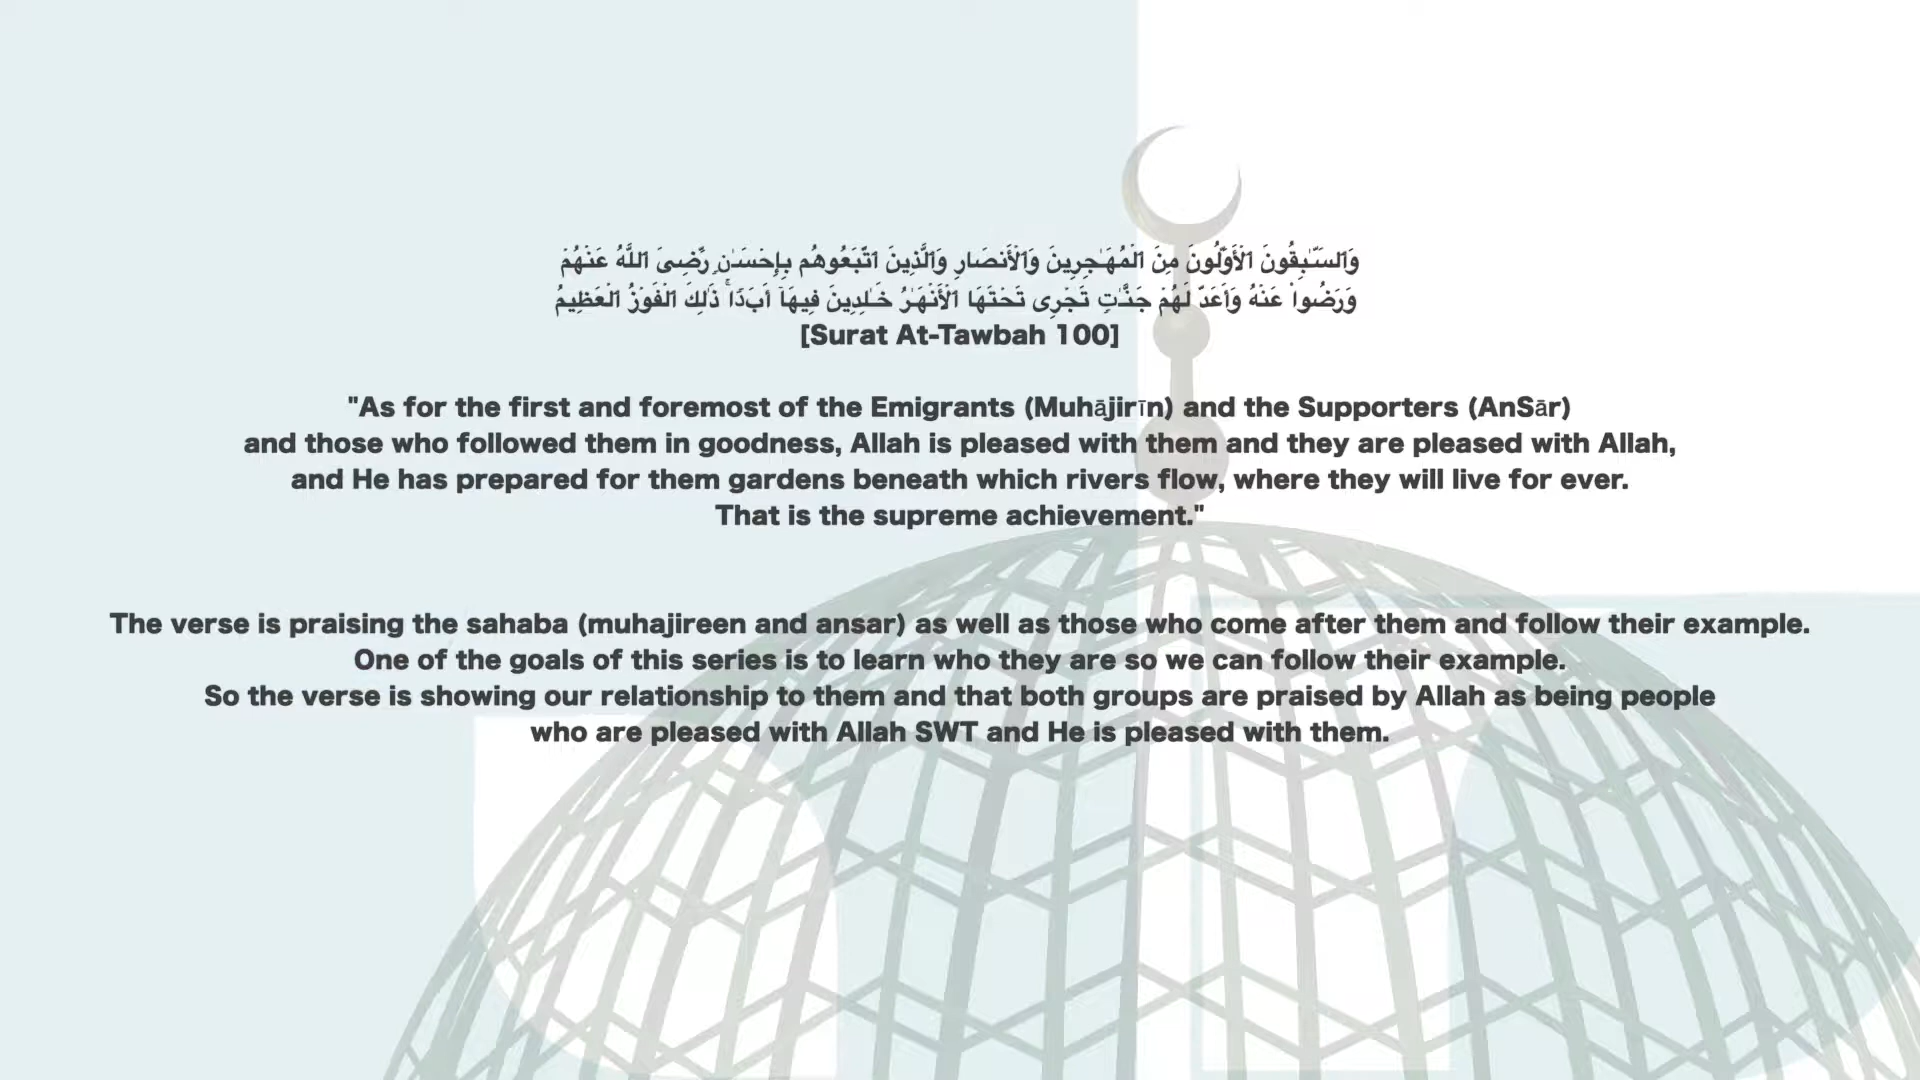 وَٱلسَّـٰبِقُونَ ٱلْأَوَّلُونَ مِنَ ٱلْمُهَـٰجِرِينَ وَٱلْأَنصَارِ وَٱلَّذِينَ ٱتَّبَعُوهُم بِإِحْسَـٰنٍ رَّضِىَ ٱللَّهُ عَنْهُمْ
وَرَضُوا۟ عَنْهُ وَأَعَدَّ لَهُمْ جَنَّـٰتٍ تَجْرِى تَحْتَهَا ٱلْأَنْهَـٰرُ خَـٰلِدِينَ فِيهَآ أَبَدًا ۚ ذَٰلِكَ ٱلْفَوْزُ ٱلْعَظِيمُ
[Surat At-Tawbah 100]
"As for the first and foremost of the Emigrants (Muhājirīn) and the Supporters (AnSār)
and those who followed them in goodness, Allah is pleased with them and they are pleased with Allah,
and He has prepared for them gardens beneath which rivers flow, where they will live for ever.
That is the supreme achievement."
The verse is praising the sahaba (muhajireen and ansar) as well as those who come after them and follow their example.
One of the goals of this series is to learn who they are so we can follow their example.
So the verse is showing our relationship to them and that both groups are praised by Allah as being people
who are pleased with Allah SWT and He is pleased with them.